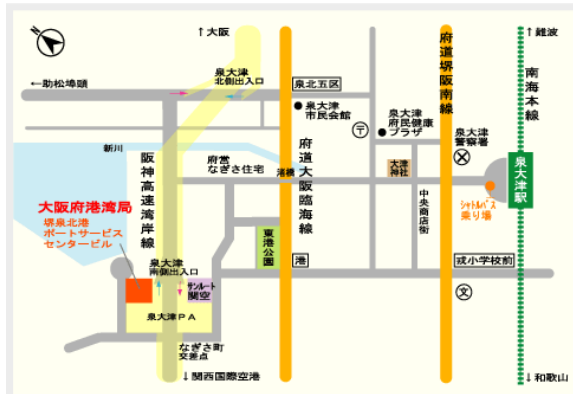 ↑大阪
↑難波
←助松埠頭
泉大津
北側出入口
泉北五区
泉大津
市民会館
〒
泉大津
府民健康
プラザ
府道堺阪南線
南海本線
泉大津
警察署
新川
阪神高速湾岸線
府営
なぎさ住宅
港橋
府道大阪臨海線
大津
神社
中央商店街
泉大津駅
シャトルバス
乗り場
大阪府港湾局
堺泉北港
ポートサービス
センタービル
泉大津
南側出入口
サンルート
関空
東港公園
港
戎小学校前
文
泉大津PA
なぎさ町
交差点
↓関西国際空港
↓和歌山